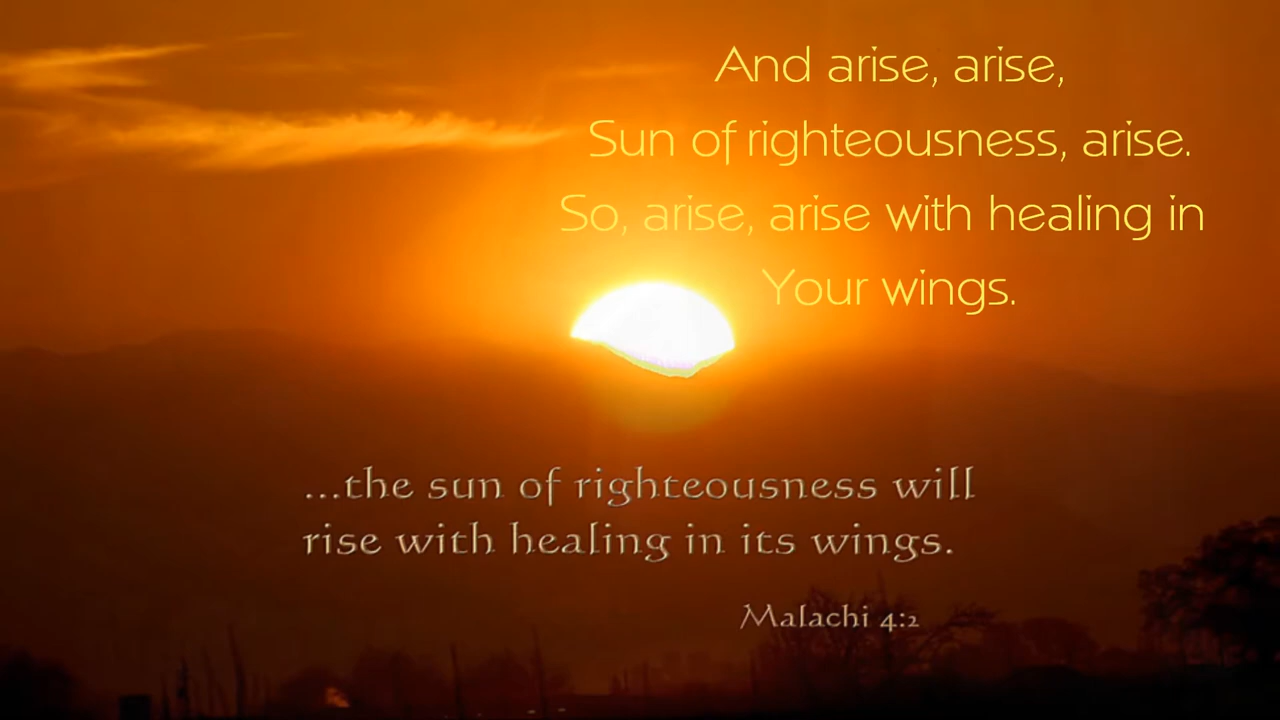 And arise, arise,
Sun of righteousness, arise.
So, arise, arise with healing in
Your wings.
...the sun of righteousness will
rise with healing in its wings.
Malachi 4:2